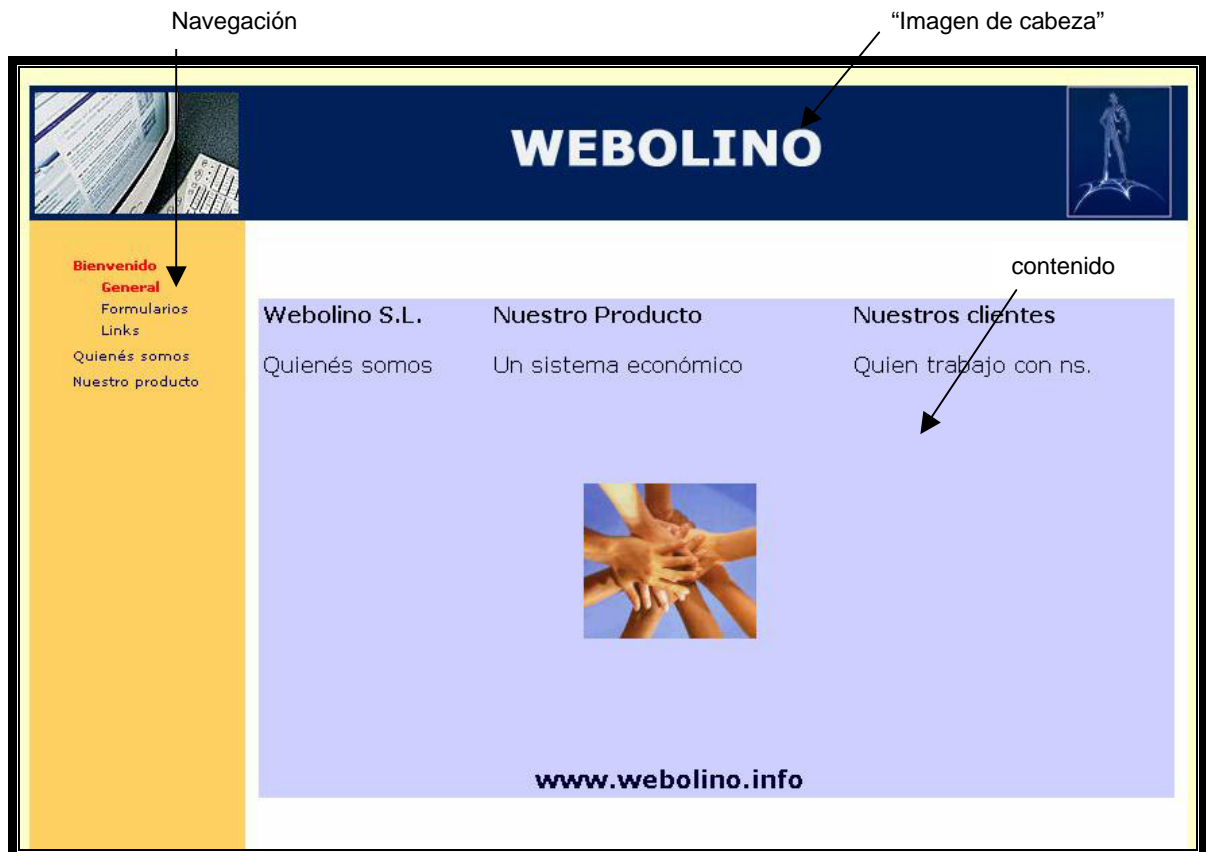 Navegación
“Imagen de cabeza”
WEBOLINO
Bienvenido
General
Formularios
Links
Quienés somos
Nuestro producto
contenido
Webolino S.L.
Nuestro Producto
Nuestros clientes
Quienés somos
Un sistema económico
Quien trabajo con ns.
www.webolino.info